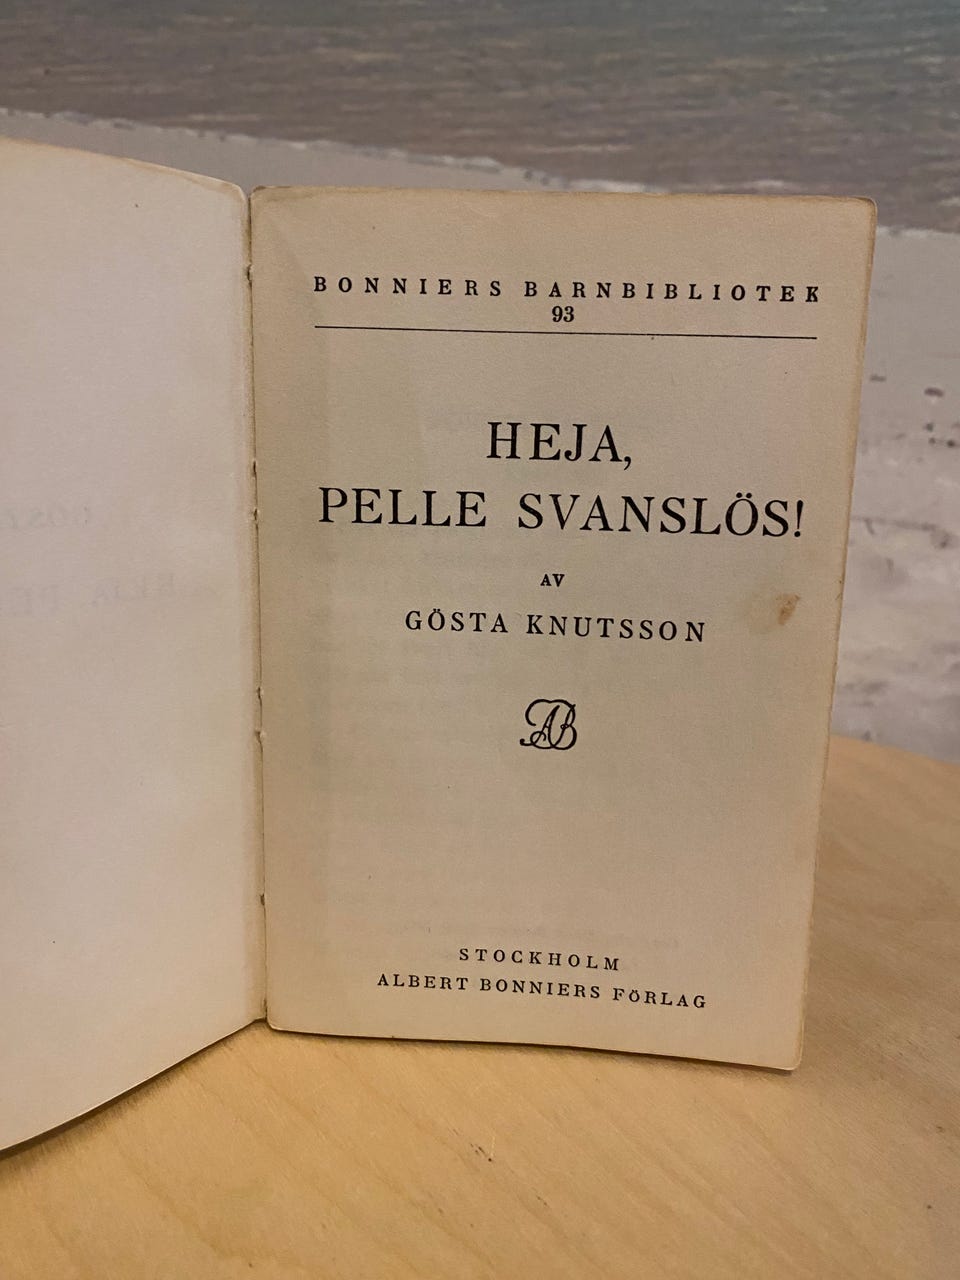 BONNIERS BARNBIBLIOTEK
93
HEJA,
PELLE SVANSLÖS!
AV
GÖSTA KNUTSSON
AB
STOCKHOLM
ALBERT BONNIERS FÖRLAG